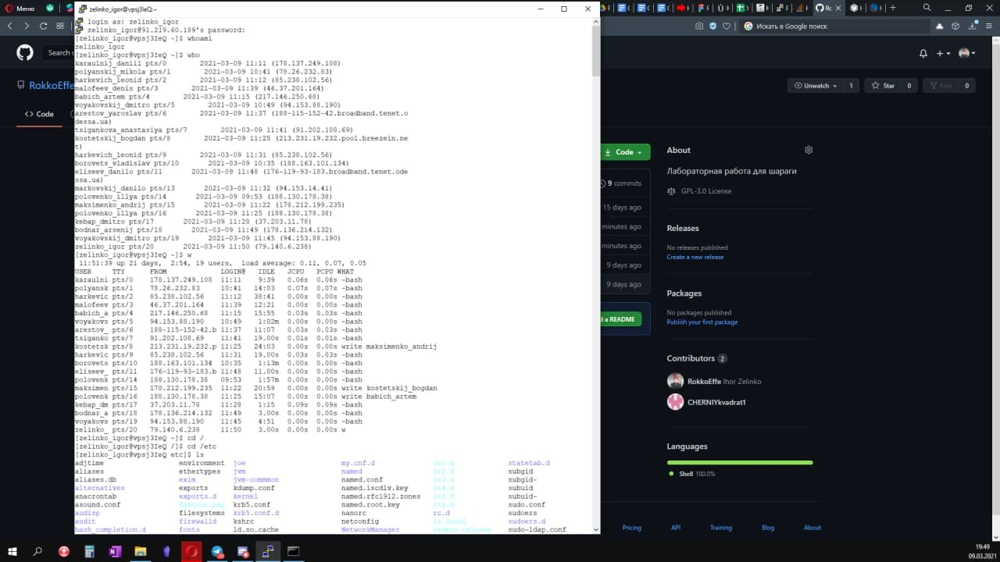 Меню
zelinko_igor@vpsj3IeQ:~
Rc
Искать в Google поиск
login as: zelinko_igor
zelinko_igor@91.219.60.189's password:
[zelinko_igor@vpsj3IeQ ~]$ whoami
zelinko_igor
[zelinko_igor@vpsj3IeQ ~]$ who
karaulnij_daniil pts/0 2021-03-09 11:11 (178.137.249.108)
polyanskij_mikola pts/1 2021-03-09 10:41 (78.26.232.83)
harkevich_leonid pts/2 2021-03-09 11:12 (85.238.102.56)
malofeev_denis pts/3 2021-03-09 11:39 (46.37.201.164)
babich_artem pts/4 2021-03-09 11:15 (217.146.250.68)
voyakovskij_dmitro pts/5 2021-03-09 10:49 (94.153.88.190)
arestov_yaroslav pts/6 2021-03-09 11:37 (188-115-152-42.broadband.tenet.o
dessa.ua)
tsigankova_anastasiya pts/7 2021-03-09 11:41 (91.202.108.69)
kostetskij_bogdan pts/8 2021-03-09 11:25 (213.231.19.232.pool.breezein.ne
t)
harkevich_leonid pts/9 2021-03-09 11:31 (85.238.102.56)
borovets_vladislav pts/10 2021-03-09 10:35 (188.163.101.134)
eliseev_danilo pts/11 2021-03-09 11:48 (176-119-93-183.broadband.tenet.ode
ssa.ua)
markovskij_danilo pts/13 2021-03-09 11:32 (94.153.14.41)
polovenko_illya pts/14 2021-03-09 09:53 (188.130.178.38)
maksimenko_andrij pts/15 2021-03-09 11:22 (178.212.199.235)
polovenko_illya pts/16 2021-03-09 11:25 (188.130.178.38)
kebap_dmitro pts/17 2021-03-09 11:28 (37.203.11.78)
bodnar_arsenij pts/18 2021-03-09 11:49 (178.136.214.132)
voyakovskij_dmitro pts/19 2021-03-09 11:45 (94.153.88.190)
zelinko_igor pts/20 2021-03-09 11:50 (79.140.6.238)
[zelinko_igor@vpsj3IeQ ~]$ w
11:51:39 up 21 days, 2:54, 19 users, load average: 0.11, 0.07, 0.05
USER TTY FROM LOGIN@ IDLE JCPU PCPU WHAT
karaulni pts/0 178.137.249.108 11:11 9:39 0.06s 0.06s -bash
polyansk pts/1 78.26.232.83 10:41 14:03 0.07s 0.07s -bash
harkevic pts/2 85.238.102.56 11:12 38:41 0.00s 0.00s -bash
malofeev pts/3 46.37.201.164 11:39 12:21 0.00s 0.00s -bash
babich_a pts/4 217.146.250.68 11:15 15:55 0.03s 0.03s -bash
voyakovs pts/5 94.153.88.190 10:49 1:02m 0.00s 0.00s -bash
arestov_ pts/6 188-115-152-42.b 11:37 11:07 0.03s 0.03s -bash
tsiganko pts/7 91.202.108.69 11:41 19.00s 0.01s 0.01s -bash
kostetsk pts/8 213.231.19.232.p 11:25 24:03 0.00s 0.00s write maksimenko_andrij
harkevic pts/9 85.238.102.56 11:31 19.00s 0.03s 0.03s -bash
borovets pts/10 188.163.101.134 10:35 1:13m 0.00s 0.00s -bash
eliseev_ pts/11 176-119-93-183.b 11:48 11.00s 0.00s 0.00s -bash
polovenk pts/14 188.130.178.38 09:53 1:57m 0.00s 0.00s -bash
maksimen pts/15 178.212.199.235 11:22 20:59 0.00s 0.00s write kostetskij_bogdan
polovenk pts/16 188.130.178.38 11:25 15:07 0.00s 0.00s write babich_artem
kebap_dm pts/17 37.203.11.78 11:28 1:15 0.09s 0.09s -bash
bodnar_a pts/18 178.136.214.132 11:49 3.00s 0.00s 0.00s -bash
voyakovs pts/19 94.153.88.190 11:45 4:51 0.00s 0.00s -bash
zelinko_ pts/20 79.140.6.238 11:50 3.00s 0.00s 0.00s w
[zelinko_igor@vpsj3IeQ ~]$ cd /
[zelinko_igor@vpsj3IeQ /]$ cd /etc
[zelinko_igor@vpsj3IeQ etc]$ ls
adjtime environment joe my.cnf.d rc1.d statetab.d
aliases ethertypes jvm named rc2.d subgid
aliases.db exim jvm-commmon named.conf rc3.d subgid-
alternatives exports kdump.conf named.iscdlv.key rc4.d subuid
anacrontab exports.d kernel named.rfc1912.zones rc5.d subuid-
asound.conf favicon.png krb5.conf named.root.key rc6.d sudo.conf
audisp filesystems krb5.conf.d nanorc rc.d sudoers
audit firewalld kshrc netconfig rc.local sudoers.d
bash_completion.d fonts ld.so.cache NetworkManager redhat-release sudo-ldap.conf
Search
RokkoEffe
Code
Unwatch 1
Star 0
Fork 0
Code
9 commits
15 days ago
minutes ago
minutes ago
9 days ago
9 days ago
d a README
About
Лабораторная работа для шараги
GPL-3.0 License
Releases
No releases published
Create a new release
Packages
No packages published
Publish your first package
Contributors 2
RokkoEffe Ihor Zelinko
CHERNIYkvadrat1
Languages
Shell 100.0%
Pricing
API
Training
Blog
About
19:49
09.03.2021